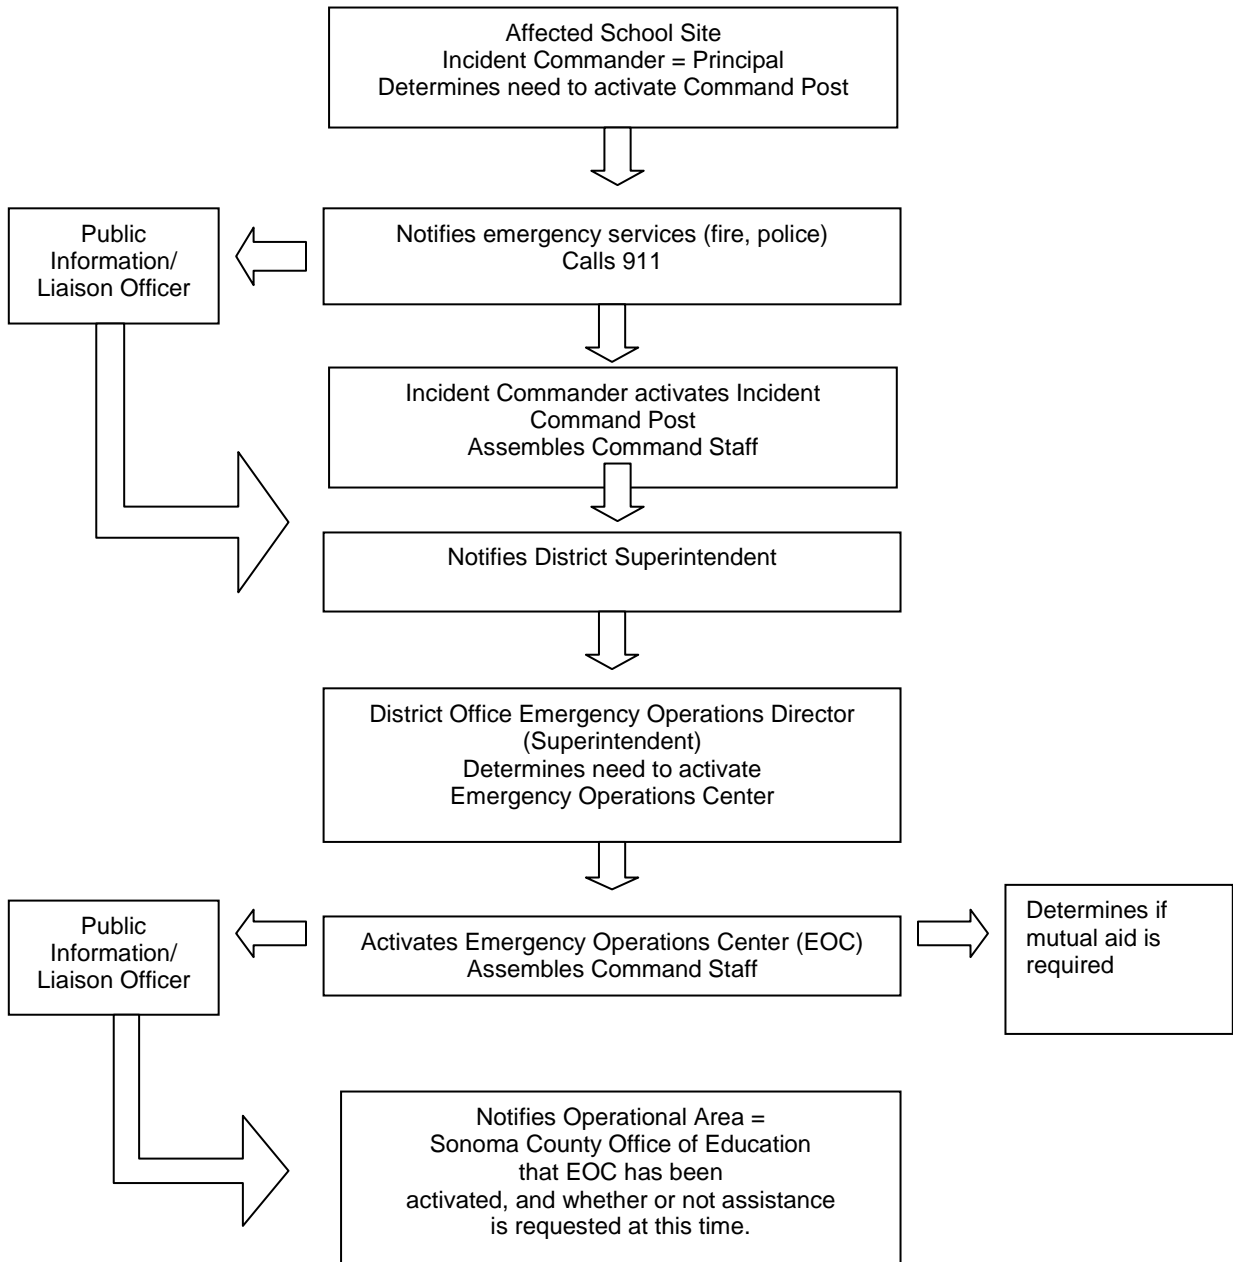 Affected School Site
Incident Commander = Principal
Determines need to activate Command Post
Notifies emergency services (fire, police)
Calls 911
Public
Information/
Liaison Officer
Incident Commander activates Incident
Command Post
Assembles Command Staff
Notifies District Superintendent
District Office Emergency Operations Director
(Superintendent)
Determines need to activate
Emergency Operations Center
Activates Emergency Operations Center (EOC)
Assembles Command Staff
Public
Information/
Liaison Officer
Determines if
mutual aid is
required
Notifies Operational Area =
Sonoma County Office of Education
that EOC has been
activated, and whether or not assistance
is requested at this time.